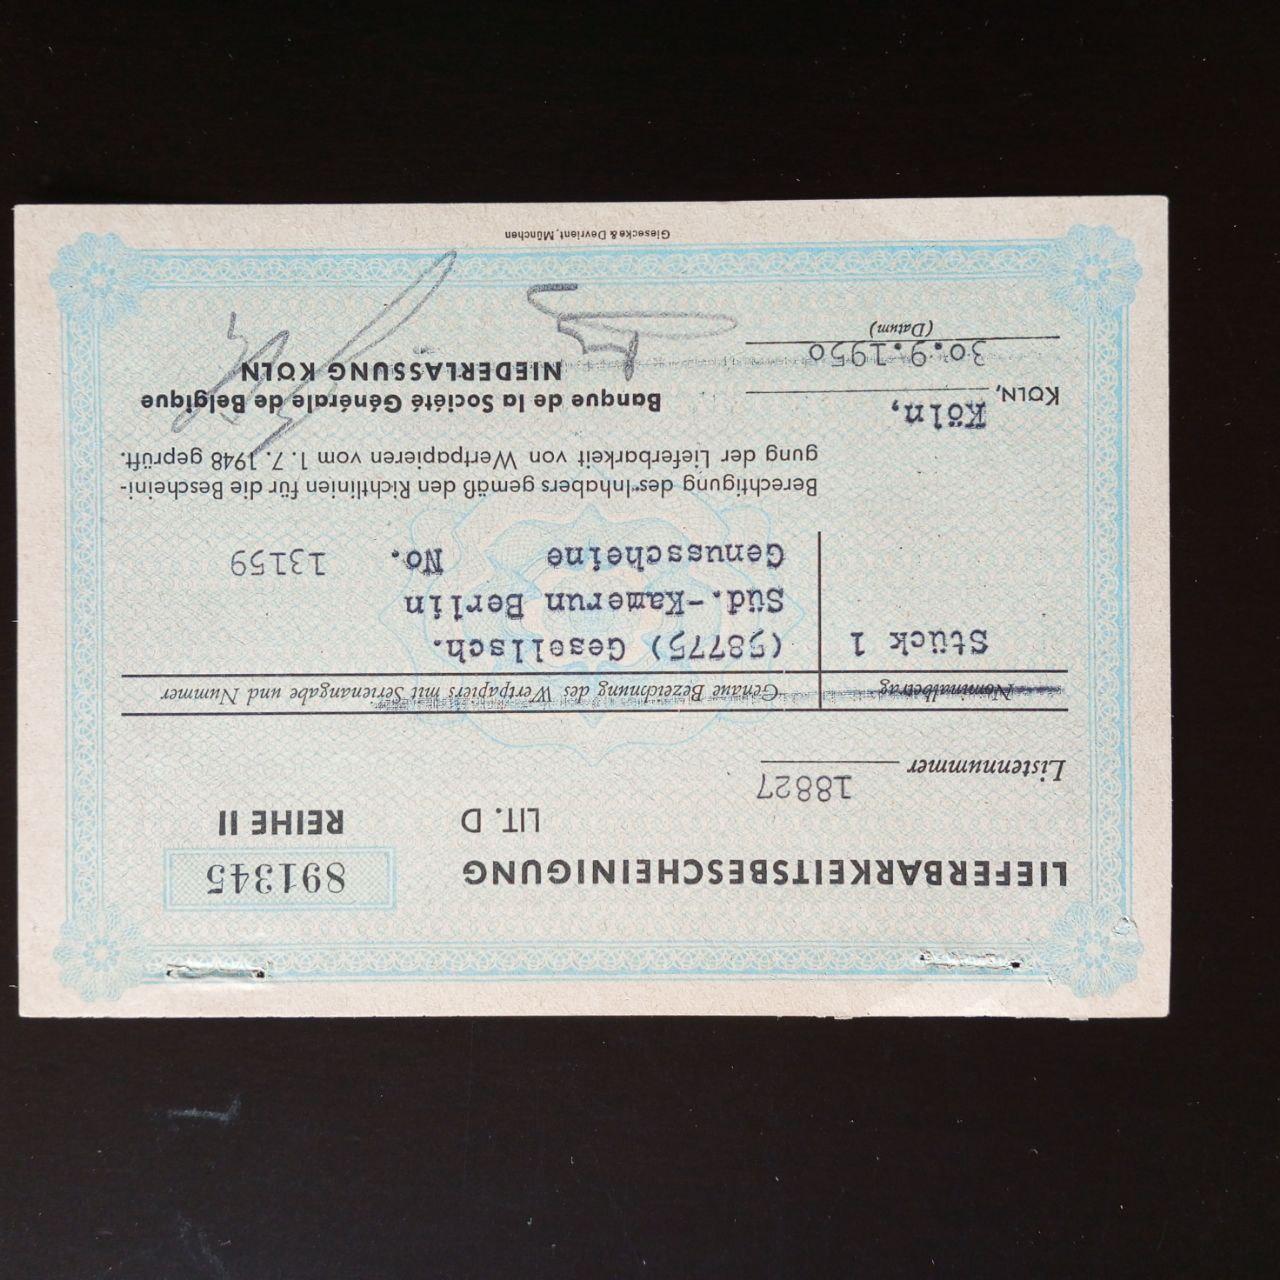 LIEFERBARKEITSBESCHEINIGUNG
891345
LIT. D
REIHE II
Listennummer 18827
Nominalbetrag
Genaue Bezeichnung des Wertpapiers mit Serienangabe und Nummer
Stück 1
(58775) Gesellsch.
Süd.-Kamerun Berlin
Genusscheine No. 13159
Berechtigung des Inhabers gemäß den Richtlinien für die Bescheini-
gung der Lieferbarkeit von Wertpapieren vom 1. 7. 1948 geprüft.
Köln,
KÖLN,
30.9.1950
(Datum)
Banque de la Société Générale de Belgique
NIEDERLASSUNG KÖLN
Giesecke & Devrient, München